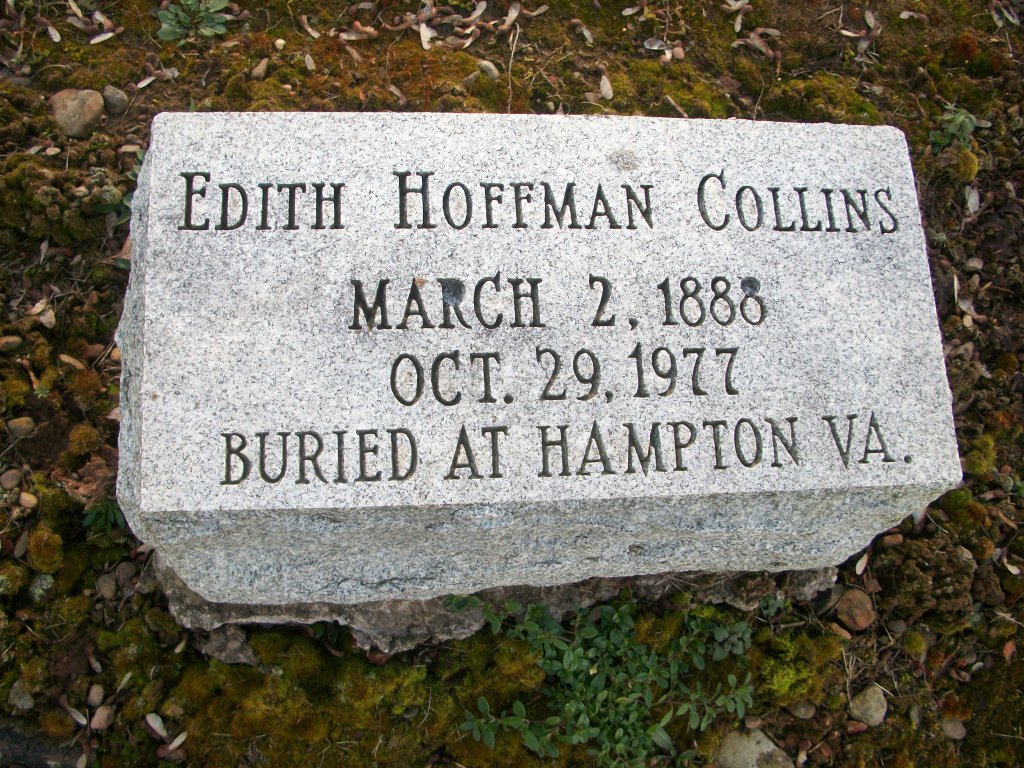 Edith Hoffman Collins
March 2, 1888
Oct. 29, 1977
Buried at Hampton Va.